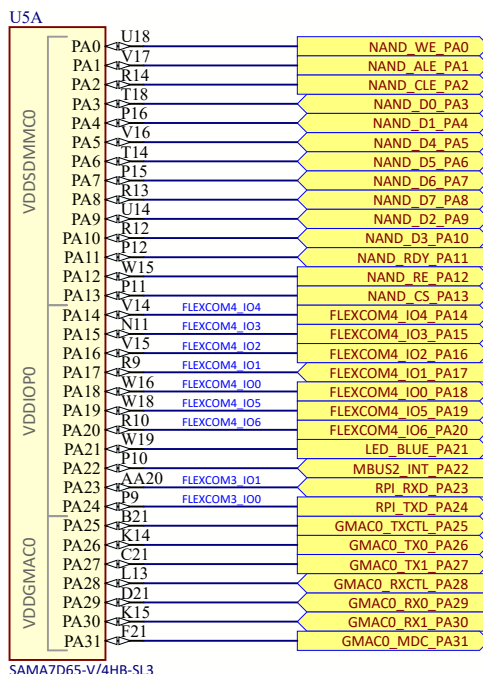 U5A
VDDSDMMC0
PA0 U18 NAND_WE_PA0
PA1 V17 NAND_ALE_PA1
PA2 R14 NAND_CLE_PA2
PA3 T18 NAND_D0_PA3
PA4 P16 NAND_D1_PA4
PA5 V16 NAND_D4_PA5
PA6 T14 NAND_D5_PA6
PA7 P15 NAND_D6_PA7
PA8 R13 NAND_D7_PA8
PA9 U14 NAND_D2_PA9
PA10 R12 NAND_D3_PA10
PA11 P12 NAND_RDY_PA11
PA12 W15 NAND_RE_PA12
PA13 P11 NAND_CS_PA13
VDDIOP0
PA14 V14 FLEXCOM4_IO4 FLEXCOM4_IO4_PA14
PA15 N11 FLEXCOM4_IO3 FLEXCOM4_IO3_PA15
PA16 V15 FLEXCOM4_IO2 FLEXCOM4_IO2_PA16
PA17 R9 FLEXCOM4_IO1 FLEXCOM4_IO1_PA17
PA18 W16 FLEXCOM4_IO0 FLEXCOM4_IO0_PA18
PA19 W18 FLEXCOM4_IO5 FLEXCOM4_IO5_PA19
PA20 R10 FLEXCOM4_IO6 FLEXCOM4_IO6_PA20
PA21 W19 LED_BLUE_PA21
PA22 P10 MBUS2_INT_PA22
PA23 AA20 FLEXCOM3_IO1 RPI_RXD_PA23
PA24 P9 FLEXCOM3_IO0 RPI_TXD_PA24
VDDGMAC0
PA25 B21 GMAC0_TXCTL_PA25
PA26 K14 GMAC0_TX0_PA26
PA27 C21 GMAC0_TX1_PA27
PA28 L13 GMAC0_RXCTL_PA28
PA29 D21 GMAC0_RX0_PA29
PA30 K15 GMAC0_RX1_PA30
PA31 F21 GMAC0_MDC_PA31
SAMA7D65-V/4HB-SL3